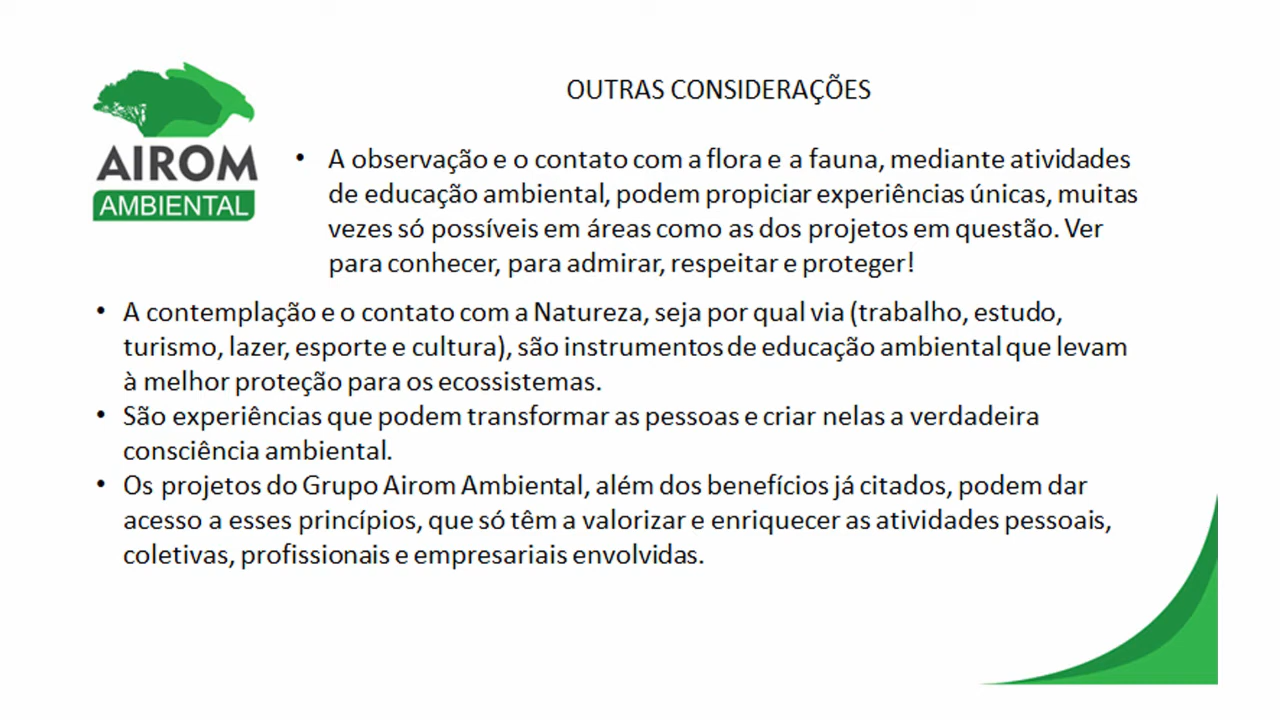 OUTRAS CONSIDERAÇÕES
AIROM
AMBIENTAL
• A observação e o contato com a flora e a fauna, mediante atividades
de educação ambiental, podem propiciar experiências únicas, muitas
vezes só possíveis em áreas como as dos projetos em questão. Ver
para conhecer, para admirar, respeitar e proteger!
• A contemplação e o contato com a Natureza, seja por qual via (trabalho, estudo,
turismo, lazer, esporte e cultura), são instrumentos de educação ambiental que levam
à melhor proteção para os ecossistemas.
• São experiências que podem transformar as pessoas e criar nelas a verdadeira
consciência ambiental.
• Os projetos do Grupo Airom Ambiental, além dos benefícios já citados, podem dar
acesso a esses princípios, que só têm a valorizar e enriquecer as atividades pessoais,
coletivas, profissionais e empresariais envolvidas.